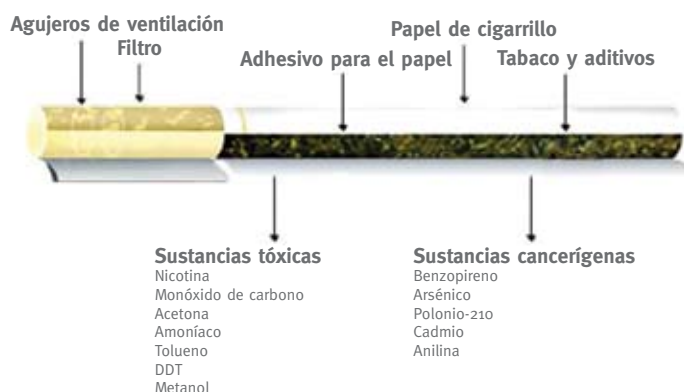 Agujeros de ventilación
Filtro
Papel de cigarrillo
Adhesivo para el papel
Tabaco y aditivos
Sustancias tóxicas
Nicotina
Monóxido de carbono
Acetona
Amoníaco
Tolueno
DDT
Metanol
Sustancias cancerígenas
Benzopireno
Arsénico
Polonio-210
Cadmio
Anilina